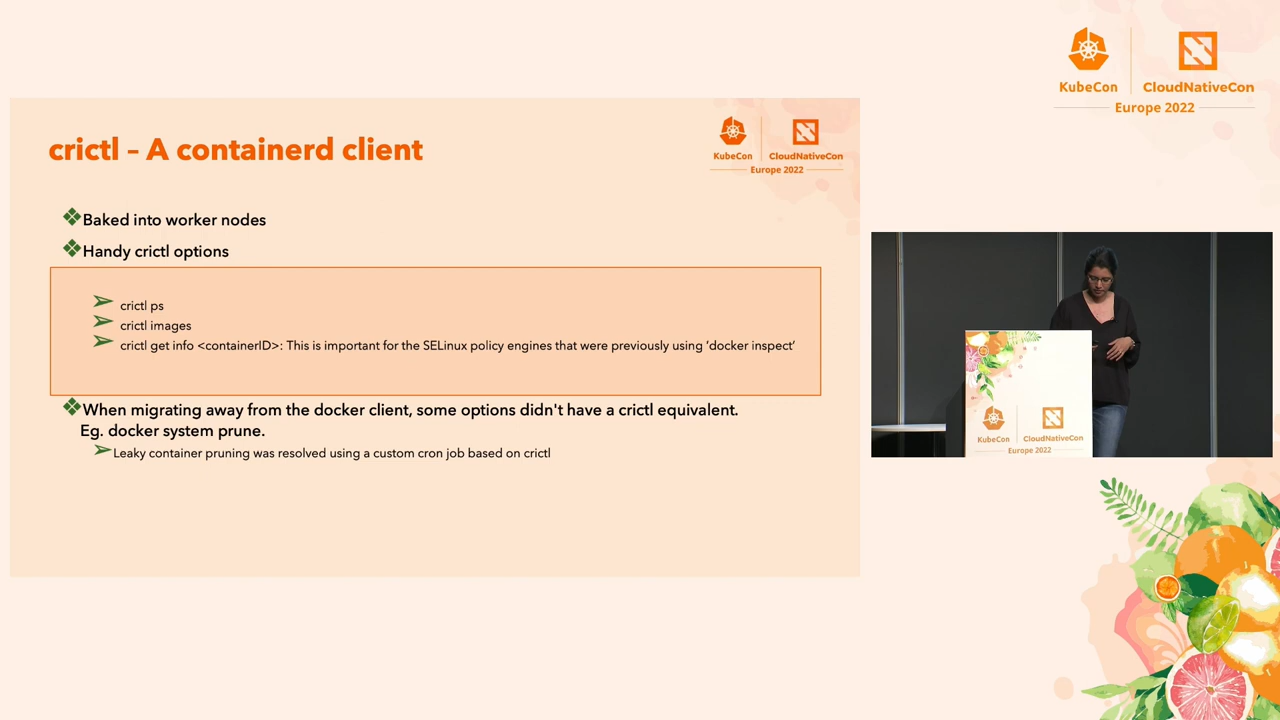 KubeCon
CloudNativeCon
Europe 2022
crictl – A containerd client
KubeCon
CloudNativeCon
Europe 2022
Baked into worker nodes
Handy crictl options
crictl ps
crictl images
crictl get info <containerID>: This is important for the SELinux policy engines that were previously using ‘docker inspect’
When migrating away from the docker client, some options didn't have a crictl equivalent.
Eg. docker system prune.
Leaky container pruning was resolved using a custom cron job based on crictl
KubeCon
CloudNativeCon
Europe 2022